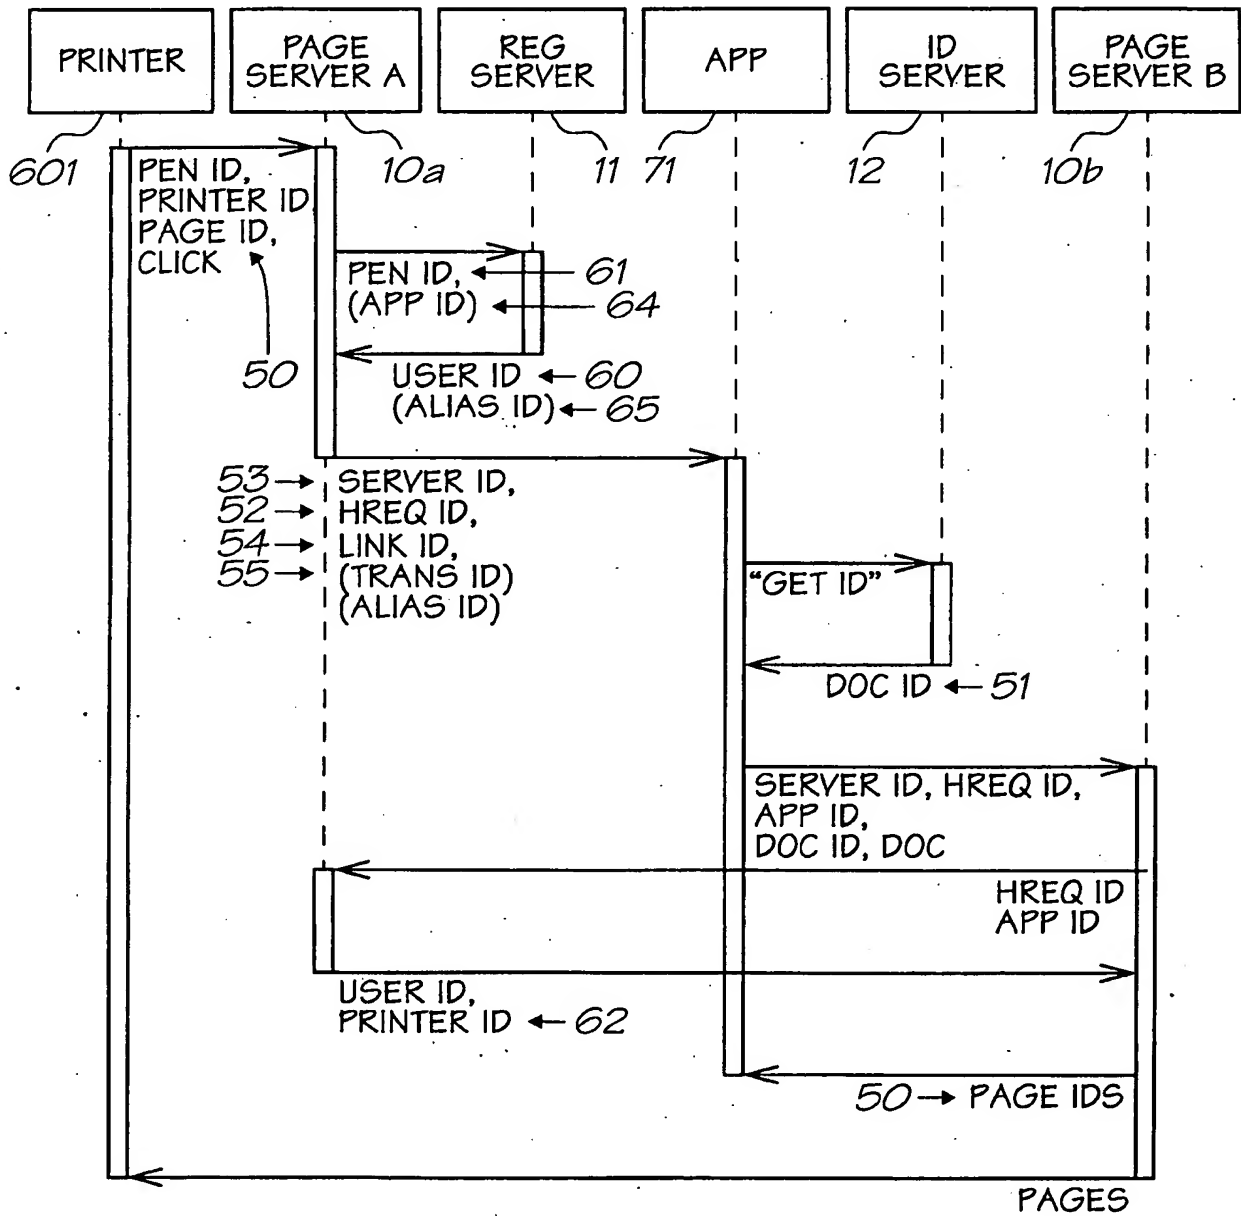 PRINTER
PAGE
SERVER A
REG
SERVER
APP
ID
SERVER
PAGE
SERVER B
601
10a
11
71
12
10b
PEN ID,
PRINTER ID
PAGE ID,
CLICK
50
PEN ID, 61
(APP ID) 64
USER ID 60
(ALIAS ID) 65
53 SERVER ID,
52 HREQ ID,
54 LINK ID,
55 (TRANS ID)
(ALIAS ID)
"GET ID"
DOC ID 51
SERVER ID, HREQ ID,
APP ID,
DOC ID, DOC
HREQ ID
APP ID
USER ID,
PRINTER ID 62
50 PAGE IDS
PAGES